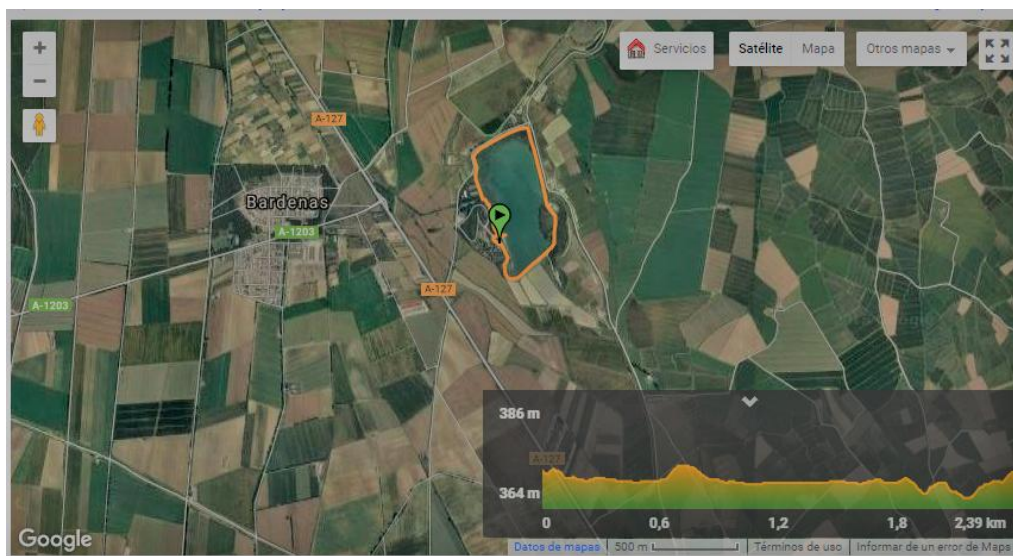 +
−
Servicios
Satélite Mapa
Otros mapas
A-127
Bardenas
A-1203
A-127
A-1203
386 m
A-127
364 m
0 0,6 1,2 1,8 2,39 km
Google
Datos de mapas 500 m Términos de uso Informar de un error de Maps